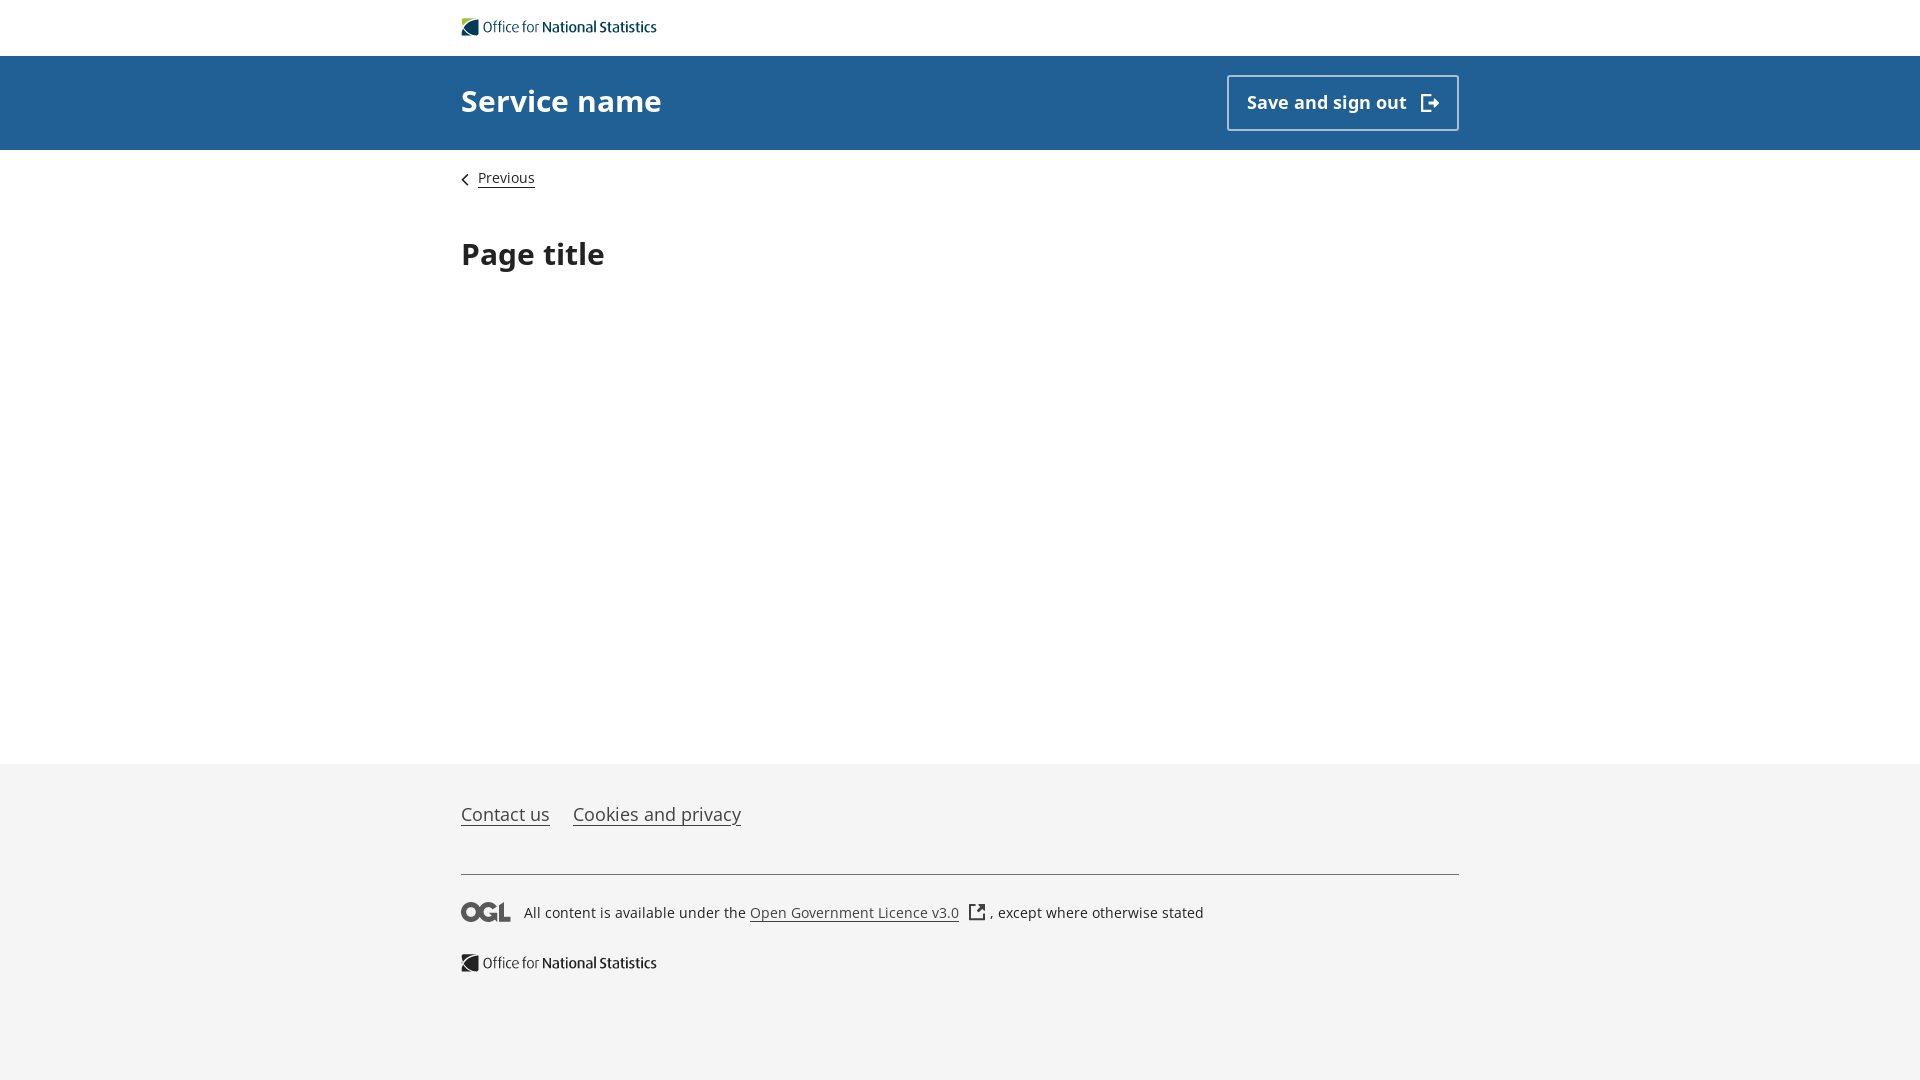 Office for National Statistics
Service name
Save and sign out
Previous
Page title
Contact us Cookies and privacy
OGL All content is available under the Open Government Licence v3.0 , except where otherwise stated
Office for National Statistics